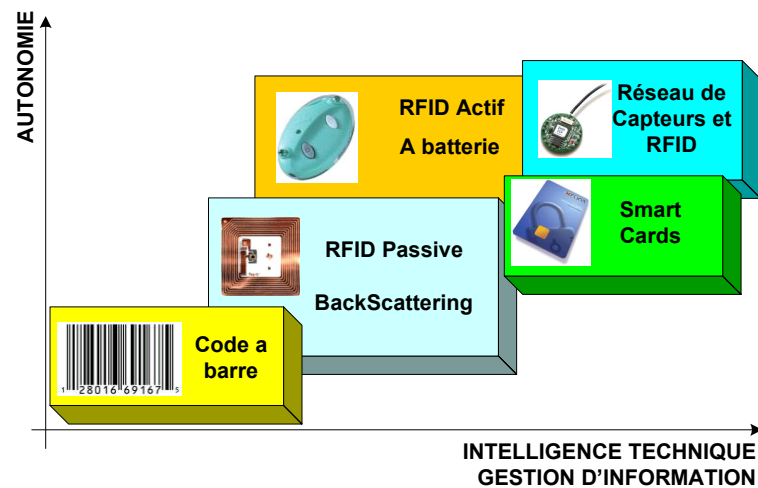 AUTONOMIE
RFID Actif
A batterie
Réseau de
Capteurs et
RFID
RFID Passive
BackScattering
Smart
Cards
Code a
barre
1 28016 69167 5
INTELLIGENCE TECHNIQUE
GESTION D'INFORMATION